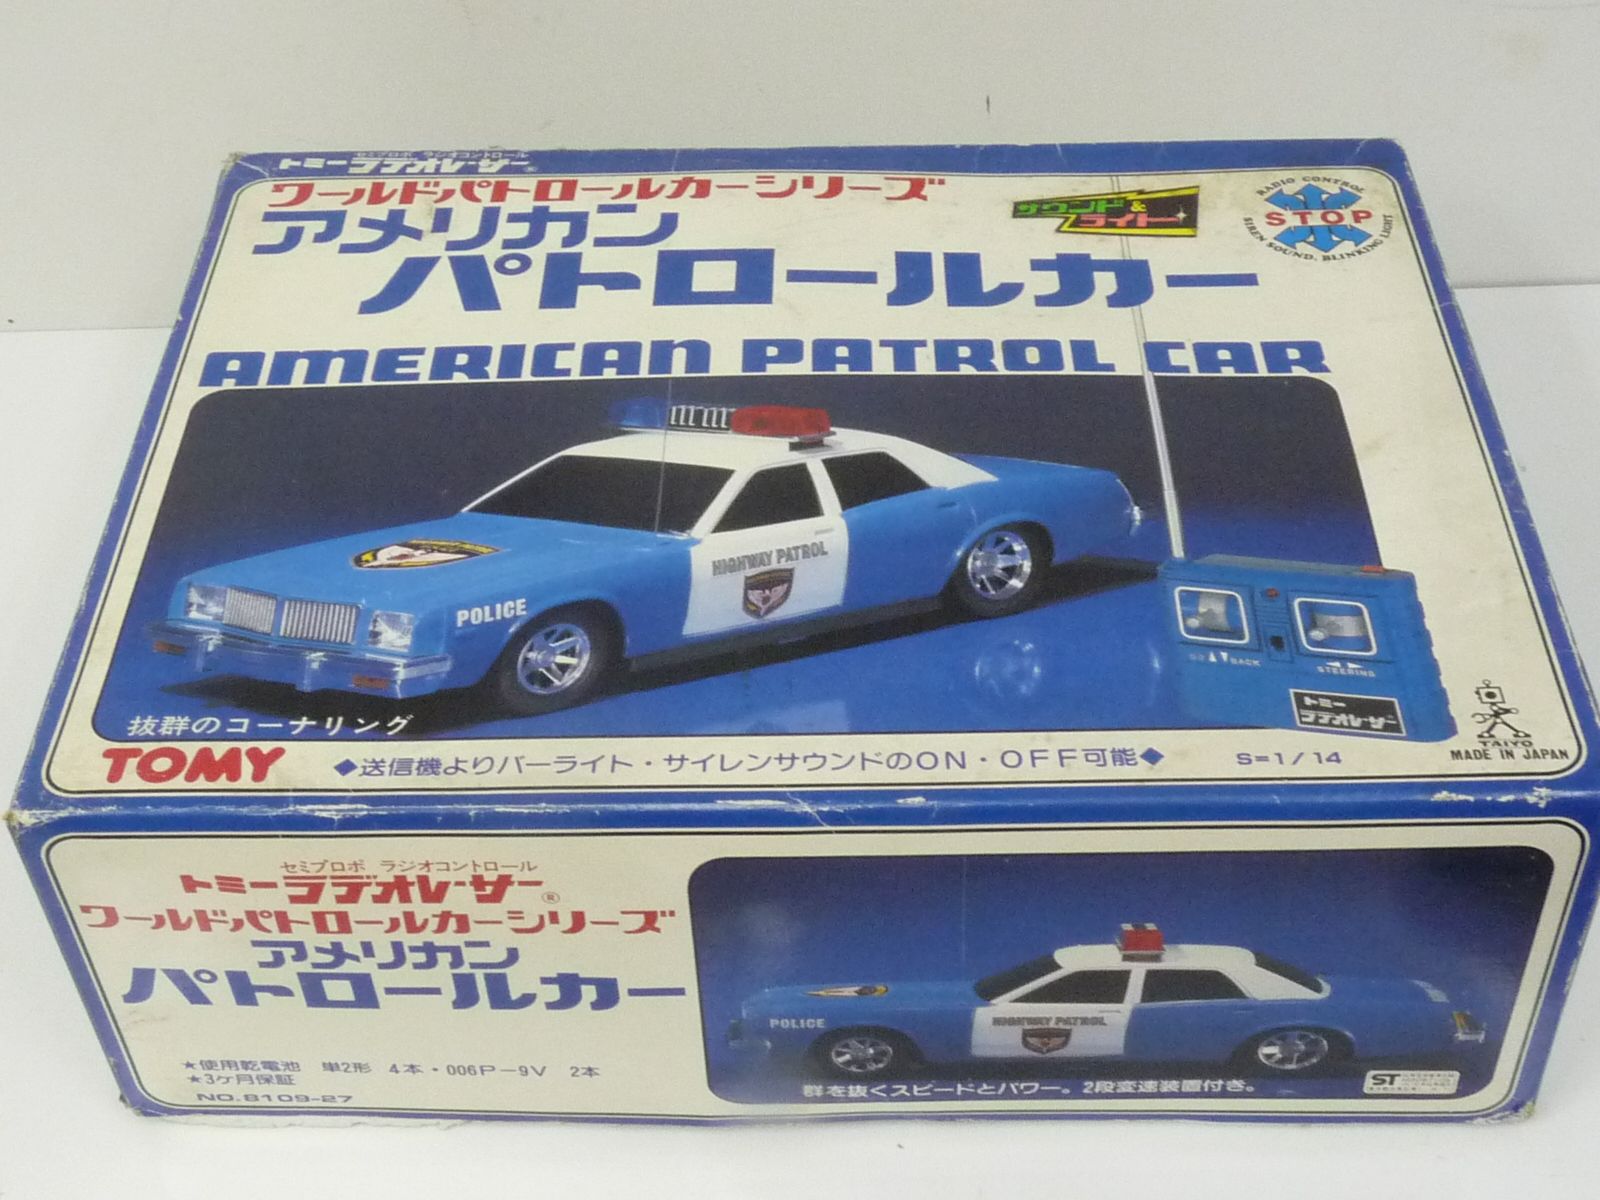 セミプロポ ラジオコントロール
トミー ラデオレーサー®
ワールドパトロールカーシリーズ
アメリカン
パトロールカー
サウンド&
ライト
RADIO CONTROL
STOP
SIREN SOUND, BLINKING LIGHT
AMERICAN PATROL CAR
HIGHWAY PATROL
POLICE
GO▲▼BACK
STEERING
トミー
ラデオレーサー
抜群のコーナリング
TOMY
◆送信機よりバーライト・サイレンサウンドのON・OFF可能◆
S=1/14
TAIYO
MADE IN JAPAN
セミプロポ ラジオコントロール
トミー ラデオレーサー®
ワールドパトロールカーシリーズ
アメリカン
パトロールカー
★使用乾電池 単2形 4本・006P-9V 2本
★3ヶ月保証
NO.8109-27
POLICE
HIGHWAY PATROL
群を抜くスピードとパワー。2段変速装置付き。
ST